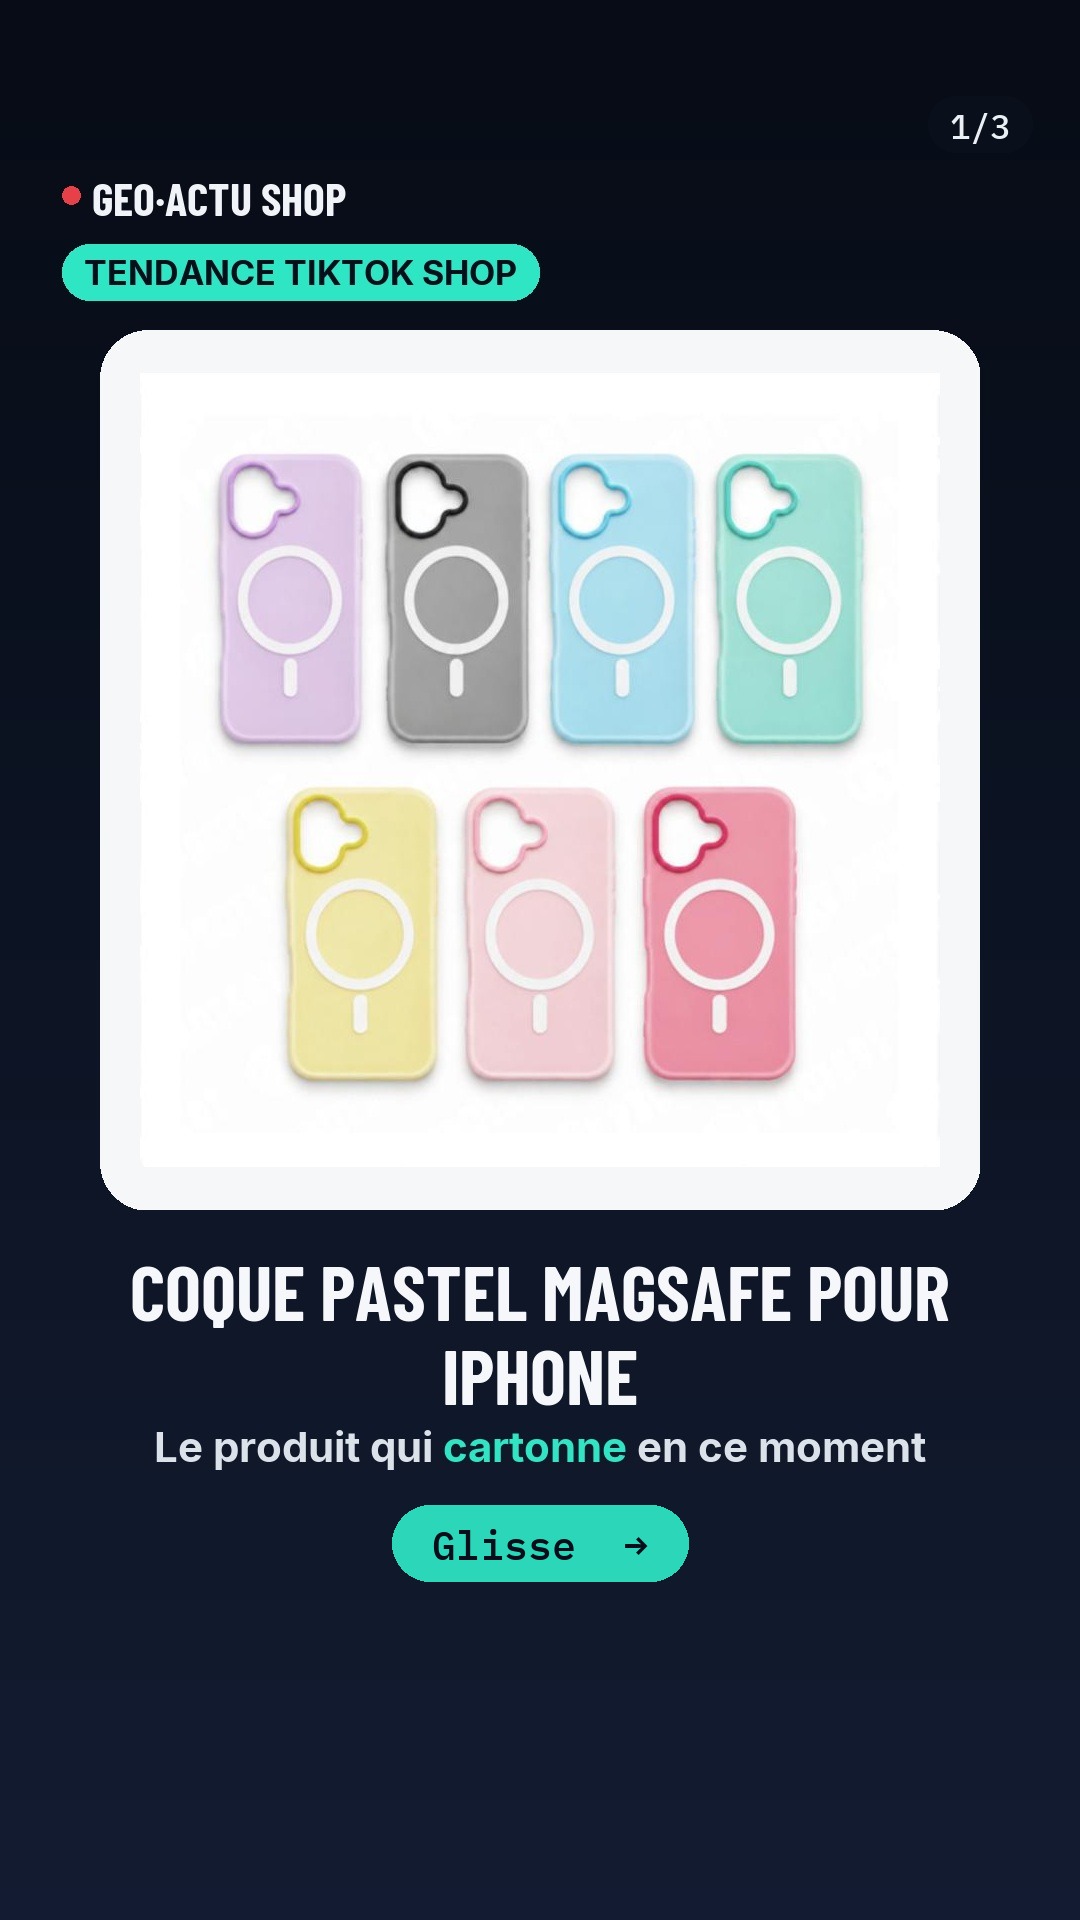 1/3
GEO·ACTU SHOP
TENDANCE TIKTOK SHOP
COQUE PASTEL MAGSAFE POUR
IPHONE
Le produit qui cartonne en ce moment
Glisse →